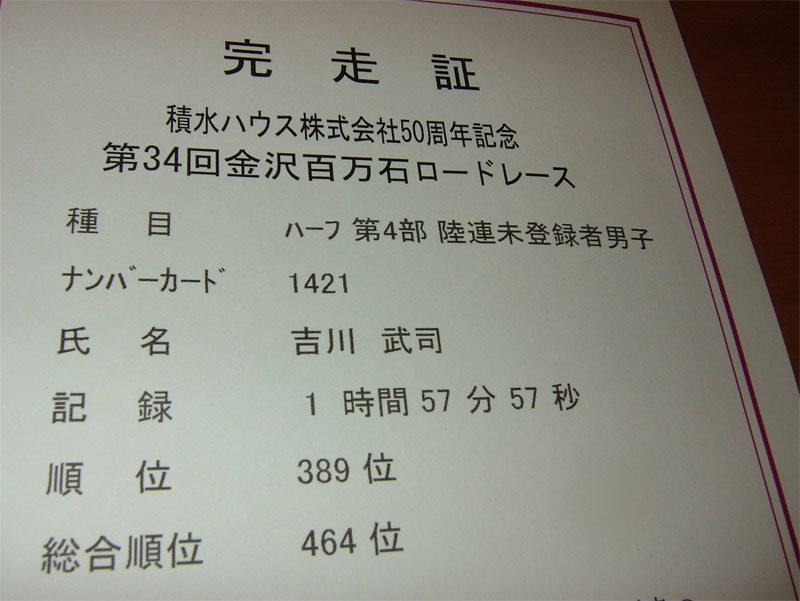 完 走 証
積水ハウス株式会社50周年記念
第34回金沢百万石ロードレース
種 目 ハーフ 第4部 陸連未登録者男子
ナンバーカード 1421
氏 名 吉川 武司
記 録 1 時間 57 分 57 秒
順 位 389 位
総合順位 464 位